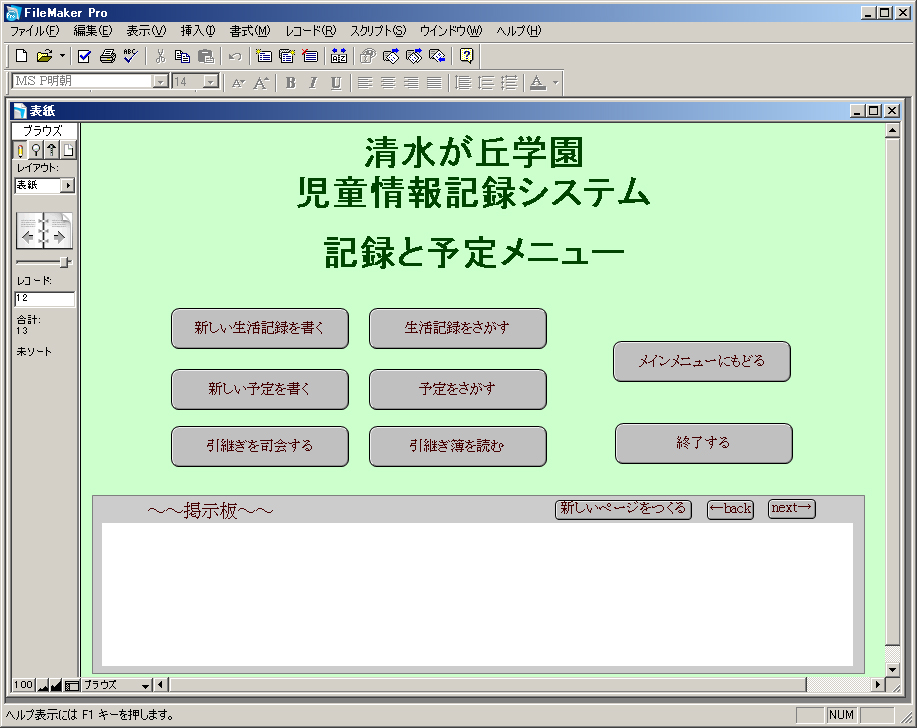 FileMaker Pro
ファイル(F) 編集(E) 表示(V) 挿入(I) 書式(M) レコード(R) スクリプト(S) ウインドウ(W) ヘルプ(H)
MS P明朝 14 B I U A
表紙
ブラウズ
レイアウト:
表紙
レコード:
12
合計:
13
未ソート
清水が丘学園
児童情報記録システム
記録と予定メニュー
新しい生活記録を書く 生活記録をさがす
メインメニューにもどる
新しい予定を書く 予定をさがす
引継ぎを司会する 引継ぎ簿を読む 終了する
～～掲示板～～ 新しいページをつくる ←back next→
100 ブラウズ
ヘルプ表示には F1 キーを押します。 NUM